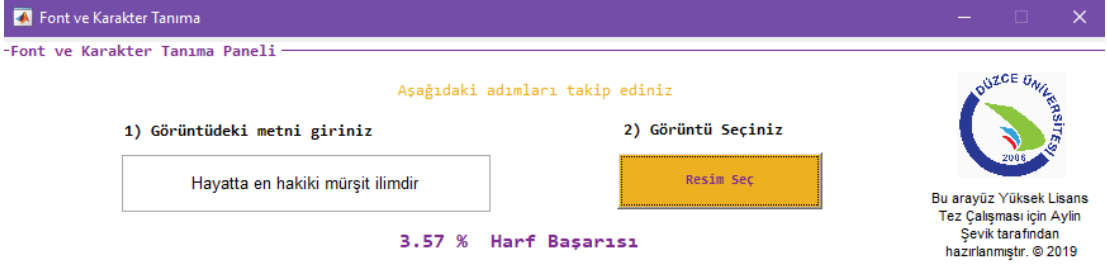 Font ve Karakter Tanıma
Font ve Karakter Tanıma Paneli
Aşağıdaki adımları takip ediniz
1) Görüntüdeki metni giriniz
2) Görüntü Seçiniz
Hayatta en hakiki mürşit ilimdir
Resim Seç
3.57 % Harf Başarısı
DÜZCE ÜNİVERSİTESİ
2006
Bu arayüz Yüksek Lisans
Tez Çalışması için Aylin
Şevik tarafından
hazırlanmıştır. © 2019